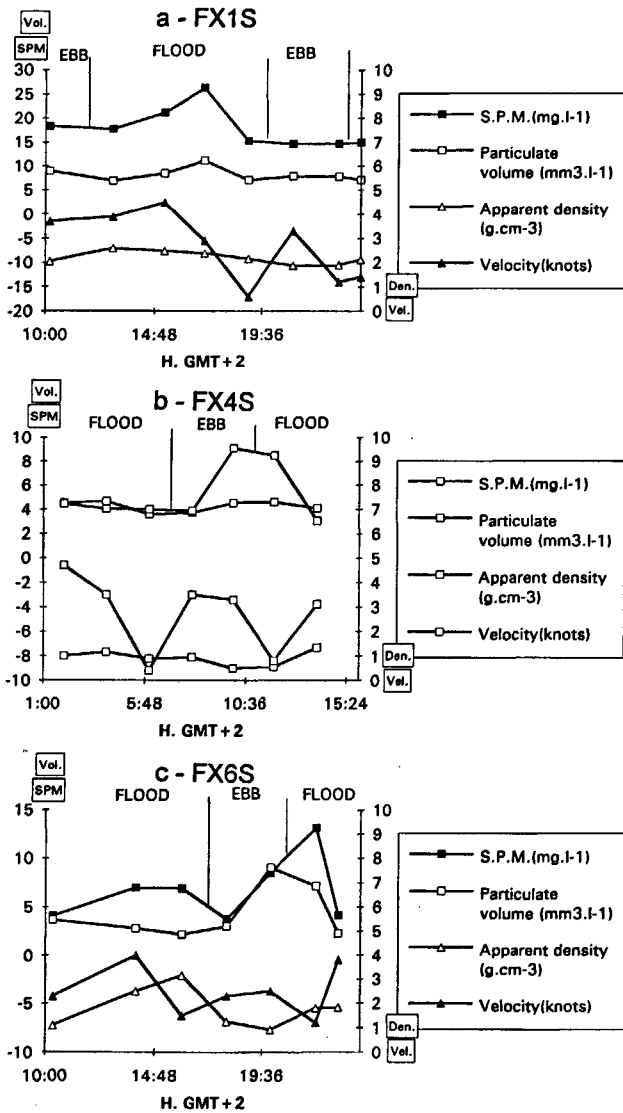 Vol.
SPM
a - FX1S
EBB FLOOD EBB
30
25
20
15
10
5
0
-5
-10
-15
-20
10
9
8
7
6
5
4
3
2
1
0
Den.
Vel.
10:00 14:48 19:36
H. GMT+2
S.P.M.(mg.l-1)
Particulate
volume (mm3.l-1)
Apparent density
(g.cm-3)
Velocity(knots)
Vol.
SPM
b - FX4S
FLOOD EBB FLOOD
10
8
6
4
2
0
-2
-4
-6
-8
-10
10
9
8
7
6
5
4
3
2
1
0
Den.
Vel.
1:00 5:48 10:36 15:24
H. GMT+2
S.P.M.(mg.l-1)
Particulate
volume (mm3.l-1)
Apparent density
(g.cm-3)
Velocity(knots)
Vol.
SPM
c - FX6S
FLOOD EBB FLOOD
15
10
5
0
-5
-10
10
9
8
7
6
5
4
3
2
1
0
Den.
Vel.
10:00 14:48 19:36
H. GMT+2
S.P.M.(mg.l-1)
Particulate
volume (mm3.l-1)
Apparent density
(g.cm-3)
Velocity(knots)